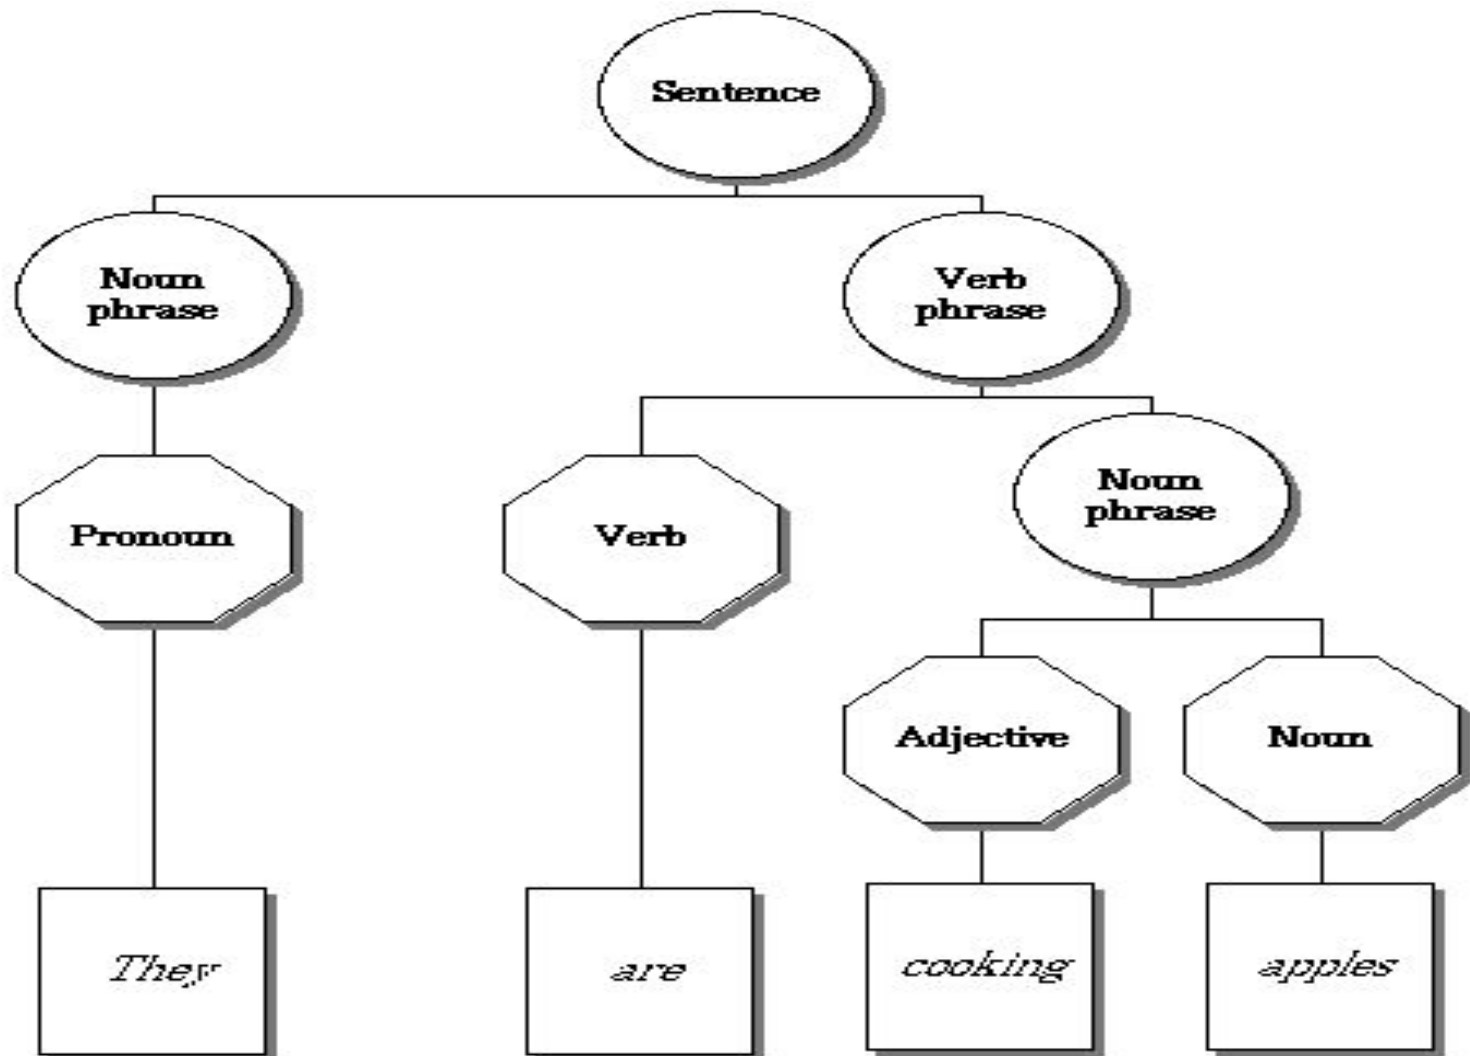 Sentence
Noun
phrase
Verb
phrase
Pronoun
Verb
Noun
phrase
Adjective
Noun
They
are
cooking
apples